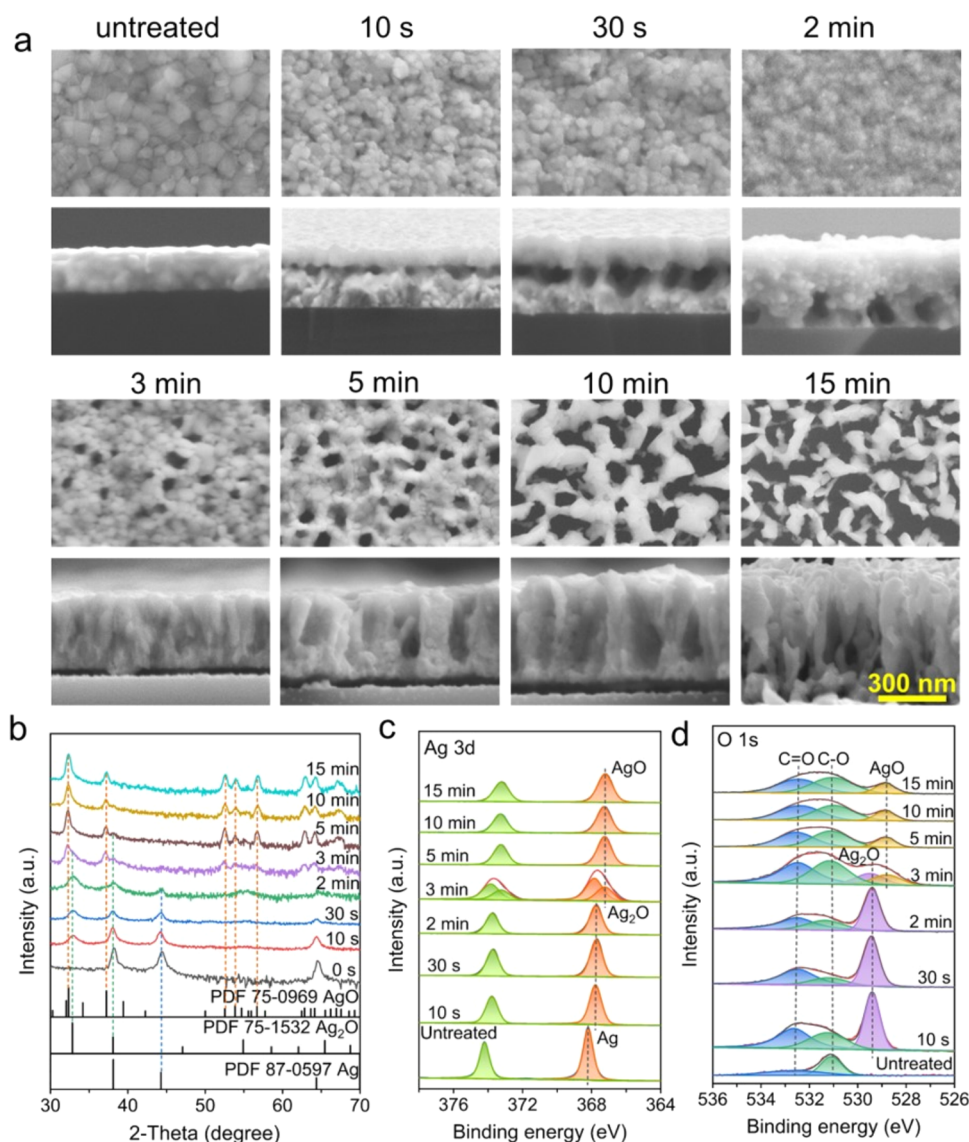 a
untreated 10 s 30 s 2 min
3 min 5 min 10 min 15 min
300 nm
b
15 min
10 min
5 min
3 min
2 min
30 s
10 s
0 s
PDF 75-0969 AgO
PDF 75-1532 Ag₂O
PDF 87-0597 Ag
Intensity (a.u.)
30 40 50 60 70
2-Theta (degree)
c
Ag 3d
AgO
15 min
10 min
5 min
3 min
Ag₂O
2 min
30 s
10 s
Untreated
Ag
Intensity (a.u.)
376 372 368 364
Binding energy (eV)
d
O 1s
C=O C-O AgO
15 min
10 min
5 min
Ag₂O
3 min
2 min
30 s
10 s
Untreated
Intensity (a.u.)
536 534 532 530 528 526
Binding energy (eV)